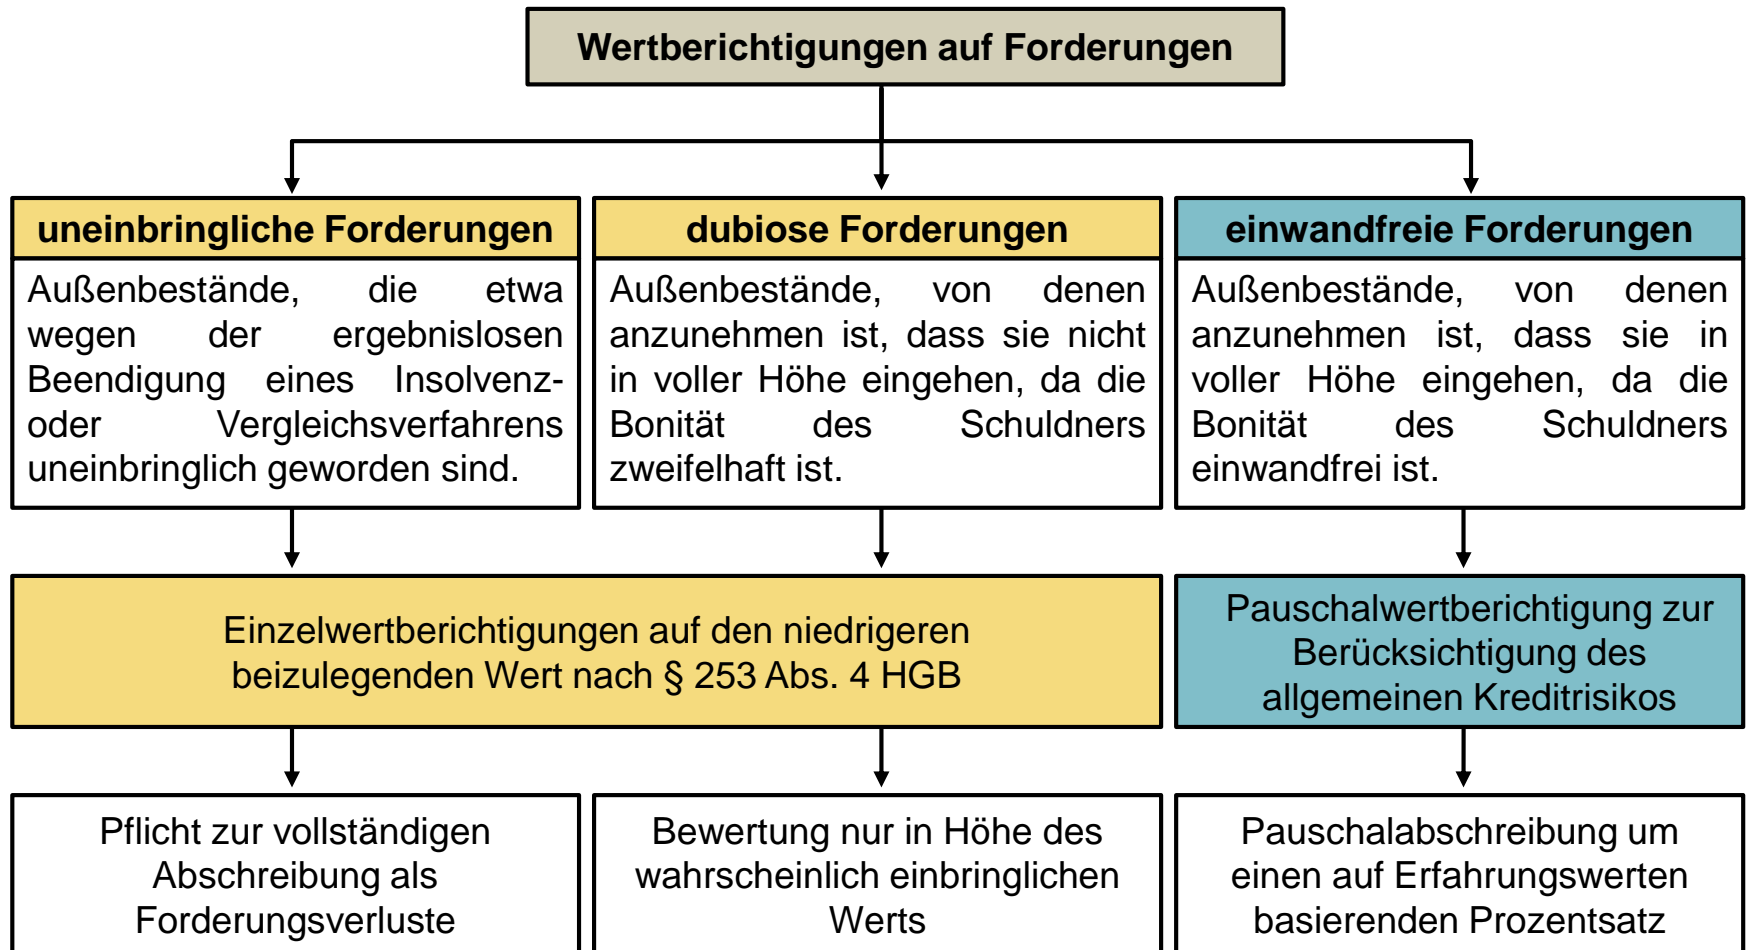 Wertberichtigungen auf Forderungen
uneinbringliche Forderungen
Außenbestände, die etwa
wegen der ergebnislosen
Beendigung eines Insolvenz-
oder Vergleichsverfahrens
uneinbringlich geworden sind.
dubiose Forderungen
Außenbestände, von denen
anzunehmen ist, dass sie nicht
in voller Höhe eingehen, da die
Bonität des Schuldners
zweifelhaft ist.
einwandfreie Forderungen
Außenbestände, von denen
anzunehmen ist, dass sie in
voller Höhe eingehen, da die
Bonität des Schuldners
einwandfrei ist.
Einzelwertberichtigungen auf den niedrigeren
beizulegenden Wert nach § 253 Abs. 4 HGB
Pauschalwertberichtigung zur
Berücksichtigung des
allgemeinen Kreditrisikos
Pflicht zur vollständigen
Abschreibung als
Forderungsverluste
Bewertung nur in Höhe des
wahrscheinlich einbringlichen
Werts
Pauschalabschreibung um
einen auf Erfahrungswerten
basierenden Prozentsatz